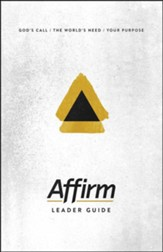 GOD'S CALL / THE WORLD'S NEED / YOUR PURPOSE
Affirm
LEADER GUIDE